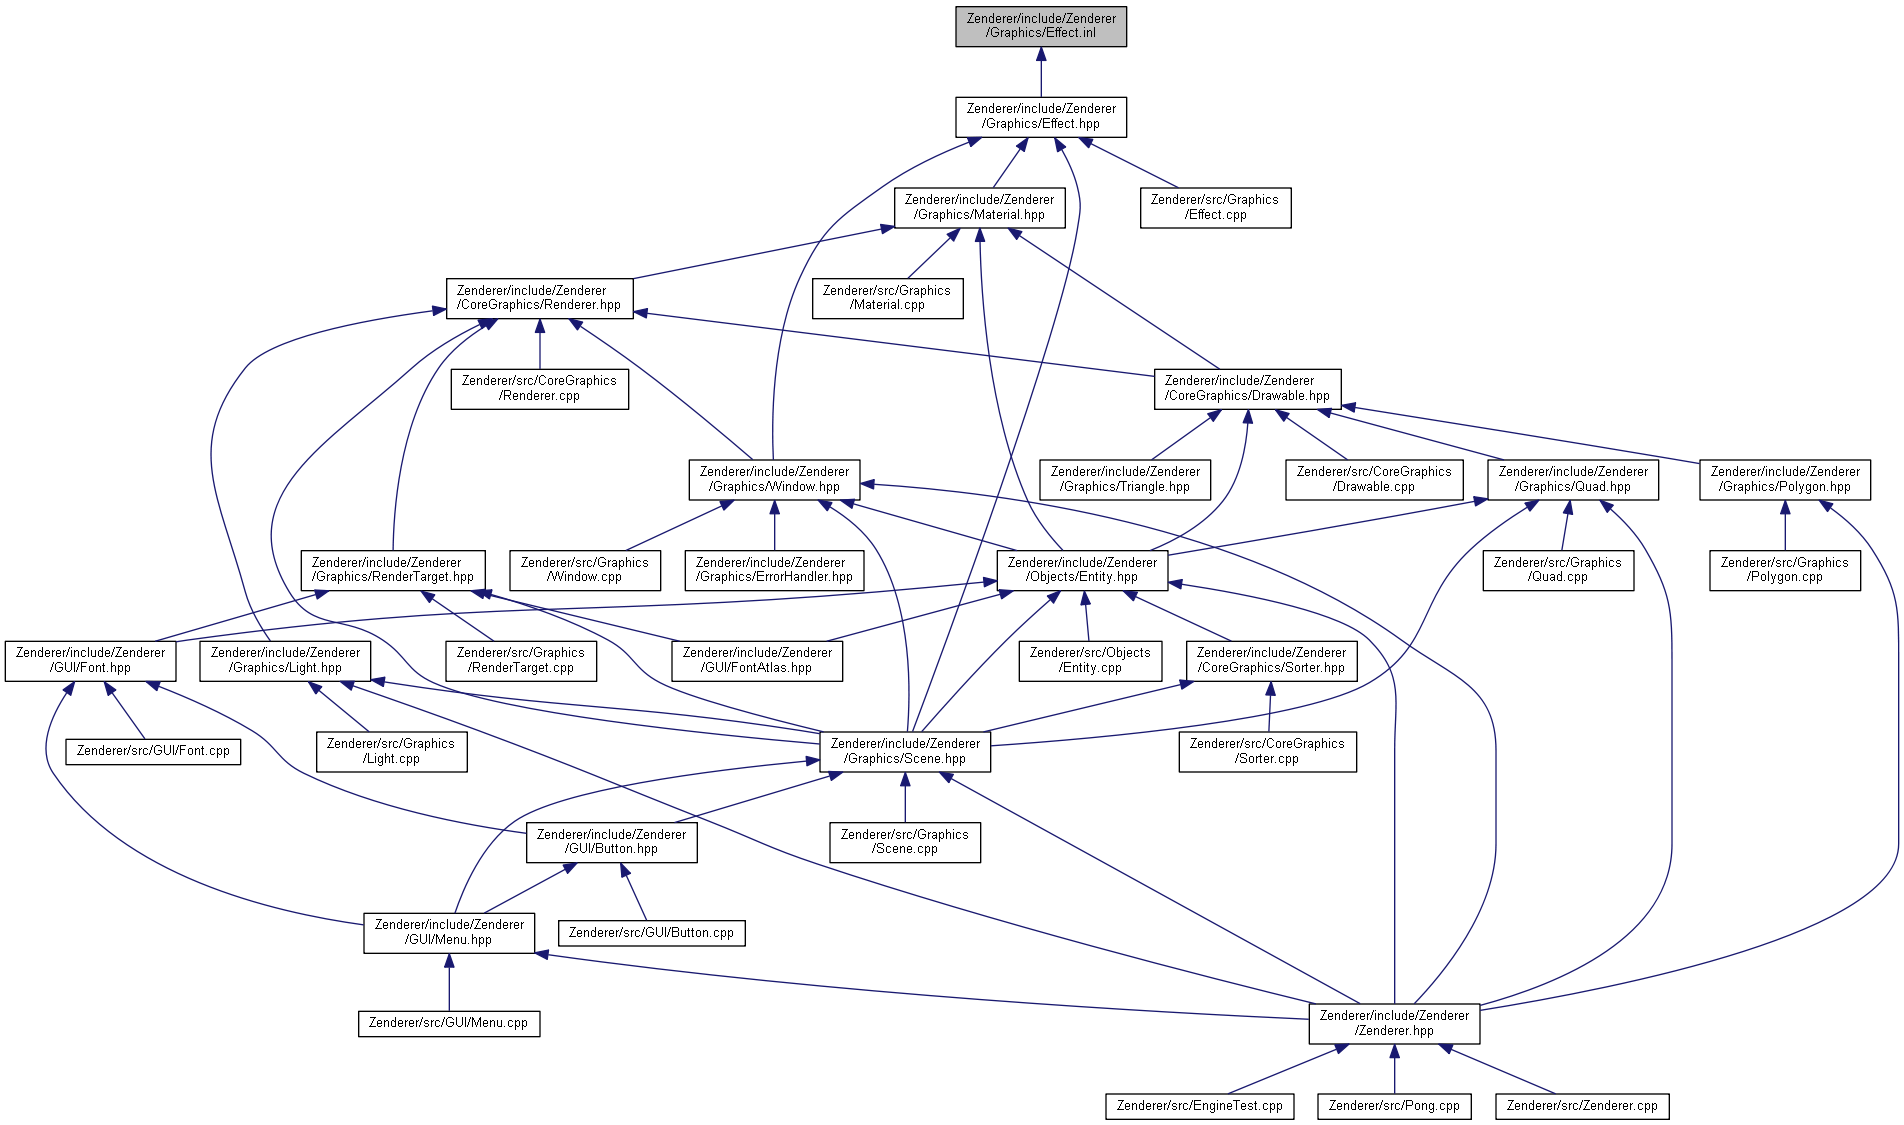 Zenderer/include/Zenderer
/Graphics/Effect.inl
Zenderer/include/Zenderer
/Graphics/Effect.hpp
Zenderer/include/Zenderer
/Graphics/Material.hpp
Zenderer/src/Graphics
/Effect.cpp
Zenderer/include/Zenderer
/CoreGraphics/Renderer.hpp
Zenderer/src/Graphics
/Material.cpp
Zenderer/src/CoreGraphics
/Renderer.cpp
Zenderer/include/Zenderer
/CoreGraphics/Drawable.hpp
Zenderer/include/Zenderer
/Graphics/Window.hpp
Zenderer/include/Zenderer
/Graphics/Triangle.hpp
Zenderer/src/CoreGraphics
/Drawable.cpp
Zenderer/include/Zenderer
/Graphics/Quad.hpp
Zenderer/include/Zenderer
/Graphics/Polygon.hpp
Zenderer/include/Zenderer
/Graphics/RenderTarget.hpp
Zenderer/src/Graphics
/Window.cpp
Zenderer/include/Zenderer
/Graphics/ErrorHandler.hpp
Zenderer/include/Zenderer
/Objects/Entity.hpp
Zenderer/src/Graphics
/Quad.cpp
Zenderer/src/Graphics
/Polygon.cpp
Zenderer/include/Zenderer
/GUI/Font.hpp
Zenderer/include/Zenderer
/Graphics/Light.hpp
Zenderer/src/Graphics
/RenderTarget.cpp
Zenderer/include/Zenderer
/GUI/FontAtlas.hpp
Zenderer/src/Objects
/Entity.cpp
Zenderer/include/Zenderer
/CoreGraphics/Sorter.hpp
Zenderer/src/GUI/Font.cpp
Zenderer/src/Graphics
/Light.cpp
Zenderer/include/Zenderer
/Graphics/Scene.hpp
Zenderer/src/CoreGraphics
/Sorter.cpp
Zenderer/include/Zenderer
/GUI/Button.hpp
Zenderer/src/Graphics
/Scene.cpp
Zenderer/include/Zenderer
/GUI/Menu.hpp
Zenderer/src/GUI/Button.cpp
Zenderer/src/GUI/Menu.cpp
Zenderer/include/Zenderer
/Zenderer.hpp
Zenderer/src/EngineTest.cpp
Zenderer/src/Pong.cpp
Zenderer/src/Zenderer.cpp